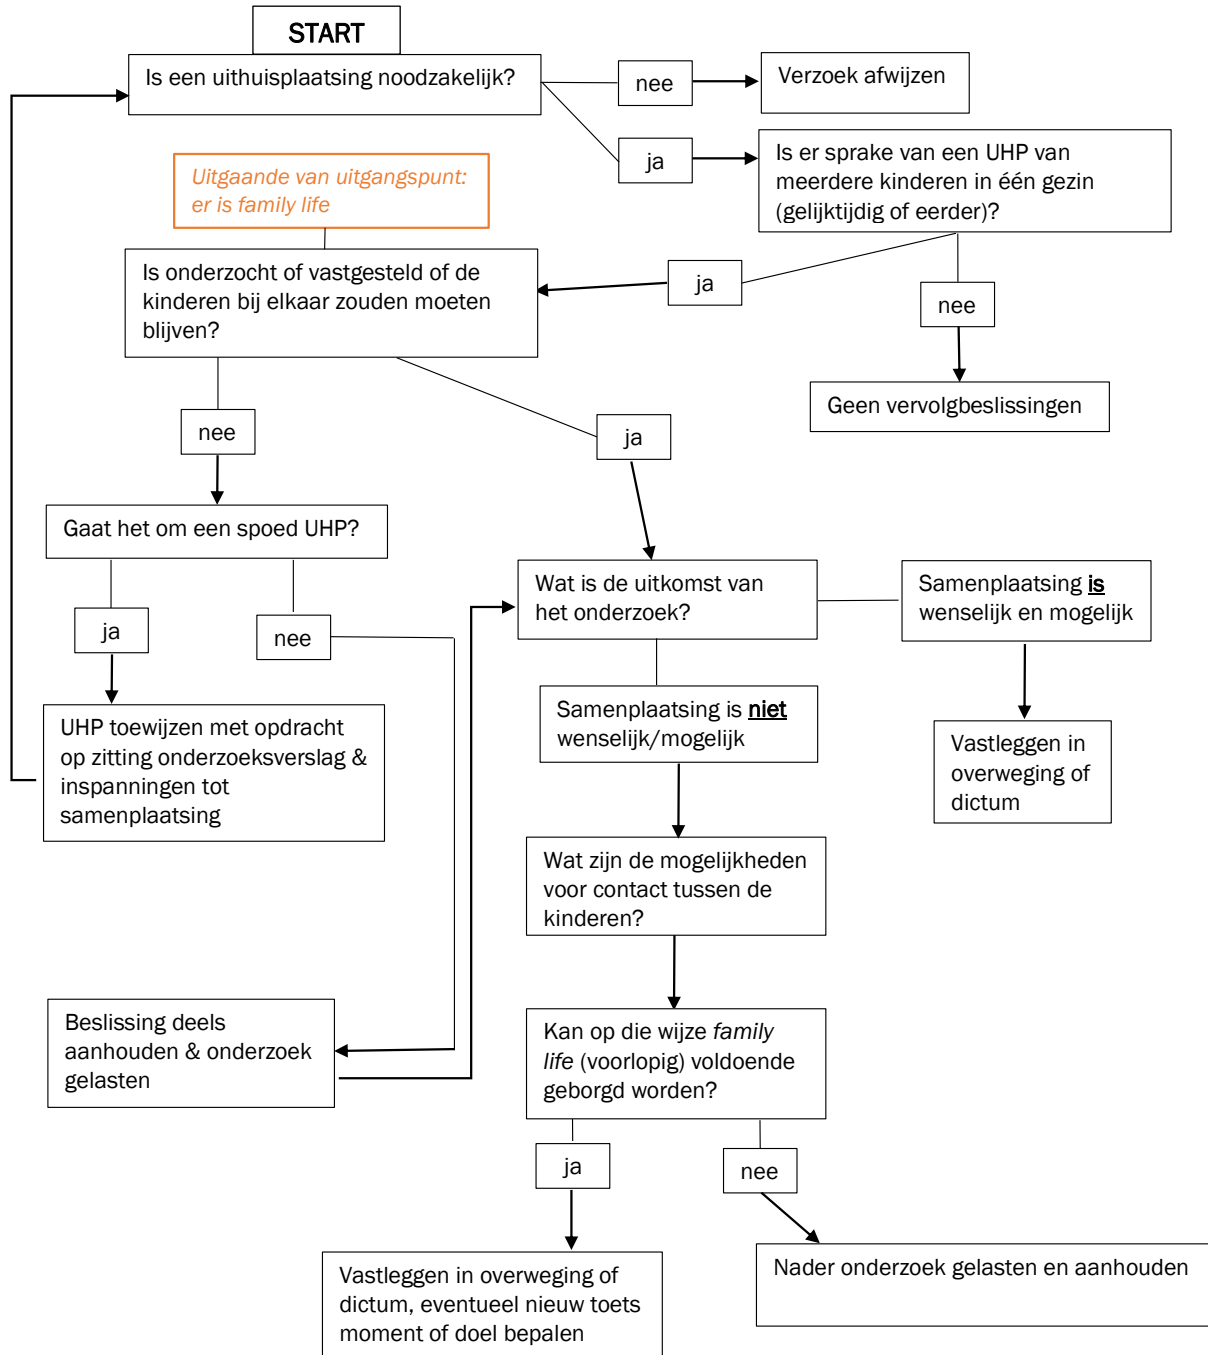 START
Is een uithuisplaatsing noodzakelijk?
nee
Verzoek afwijzen
ja
Is er sprake van een UHP van
meerdere kinderen in één gezin
(gelijktijdig of eerder)?
Uitgaande van uitgangspunt:
er is family life
Is onderzocht of vastgesteld of de
kinderen bij elkaar zouden moeten
blijven?
ja
nee
Geen vervolgbeslissingen
nee
ja
Gaat het om een spoed UHP?
ja
nee
Wat is de uitkomst van
het onderzoek?
Samenplaatsing is
wenselijk en mogelijk
UHP toewijzen met opdracht
op zitting onderzoeksverslag &
inspanningen tot
samenplaatsing
Samenplaatsing is niet
wenselijk/mogelijk
Vastleggen in
overweging of
dictum
Wat zijn de mogelijkheden
voor contact tussen de
kinderen?
Beslissing deels
aanhouden & onderzoek
gelasten
Kan op die wijze family
life (voorlopig) voldoende
geborgd worden?
ja
nee
Vastleggen in overweging of
dictum, eventueel nieuw toets
moment of doel bepalen
Nader onderzoek gelasten en aanhouden